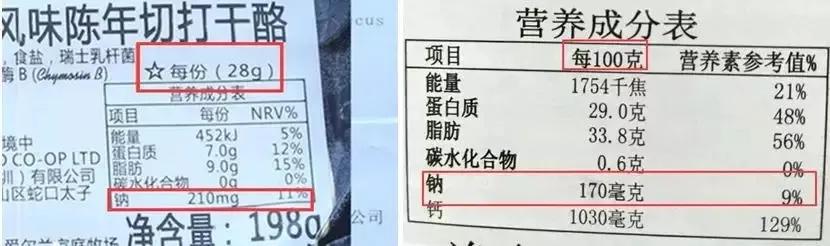 风味陈年切打干酪
cus
, 食盐, 瑞士乳杆菌
酶 B (Chymosin B)
☆每份 (28g)
营养成分表
项目 每份 NRV%
能量 452kJ 5%
蛋白质 7.0g 12%
脂肪 9.0g 15%
碳水化合物 0g 0%
钠 210mg 11%
境中
O CO-OP LTD
圳）有限公司
山区蛇口太子
公司
净含量: 198g
爱尔兰
营养成分表
项目 每100克 营养素参考值%
能量 1754千焦 21%
蛋白质 29.0克 48%
脂肪 33.8克 56%
碳水化合物 0.6克 0%
钠 170毫克 9%
钙 1030毫克 129%